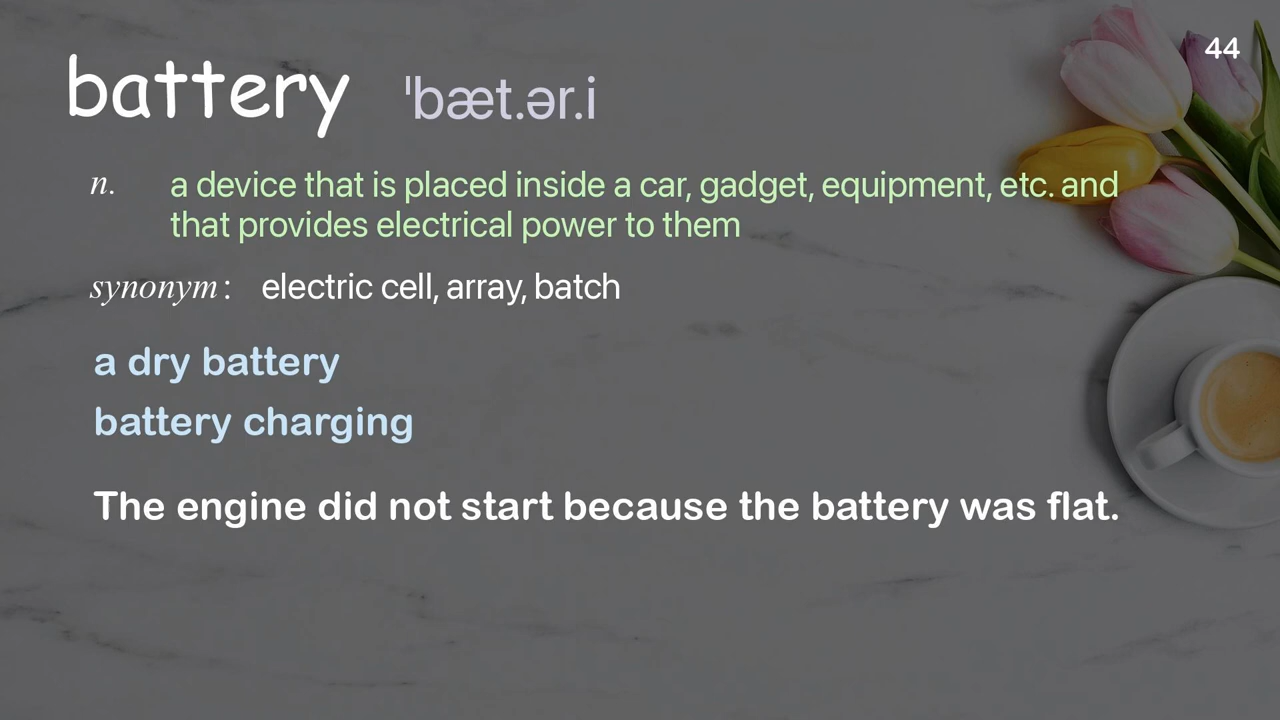 44
battery ˈbæt.ər.i
n. a device that is placed inside a car, gadget, equipment, etc. and
that provides electrical power to them
synonym: electric cell, array, batch
a dry battery
battery charging
The engine did not start because the battery was flat.